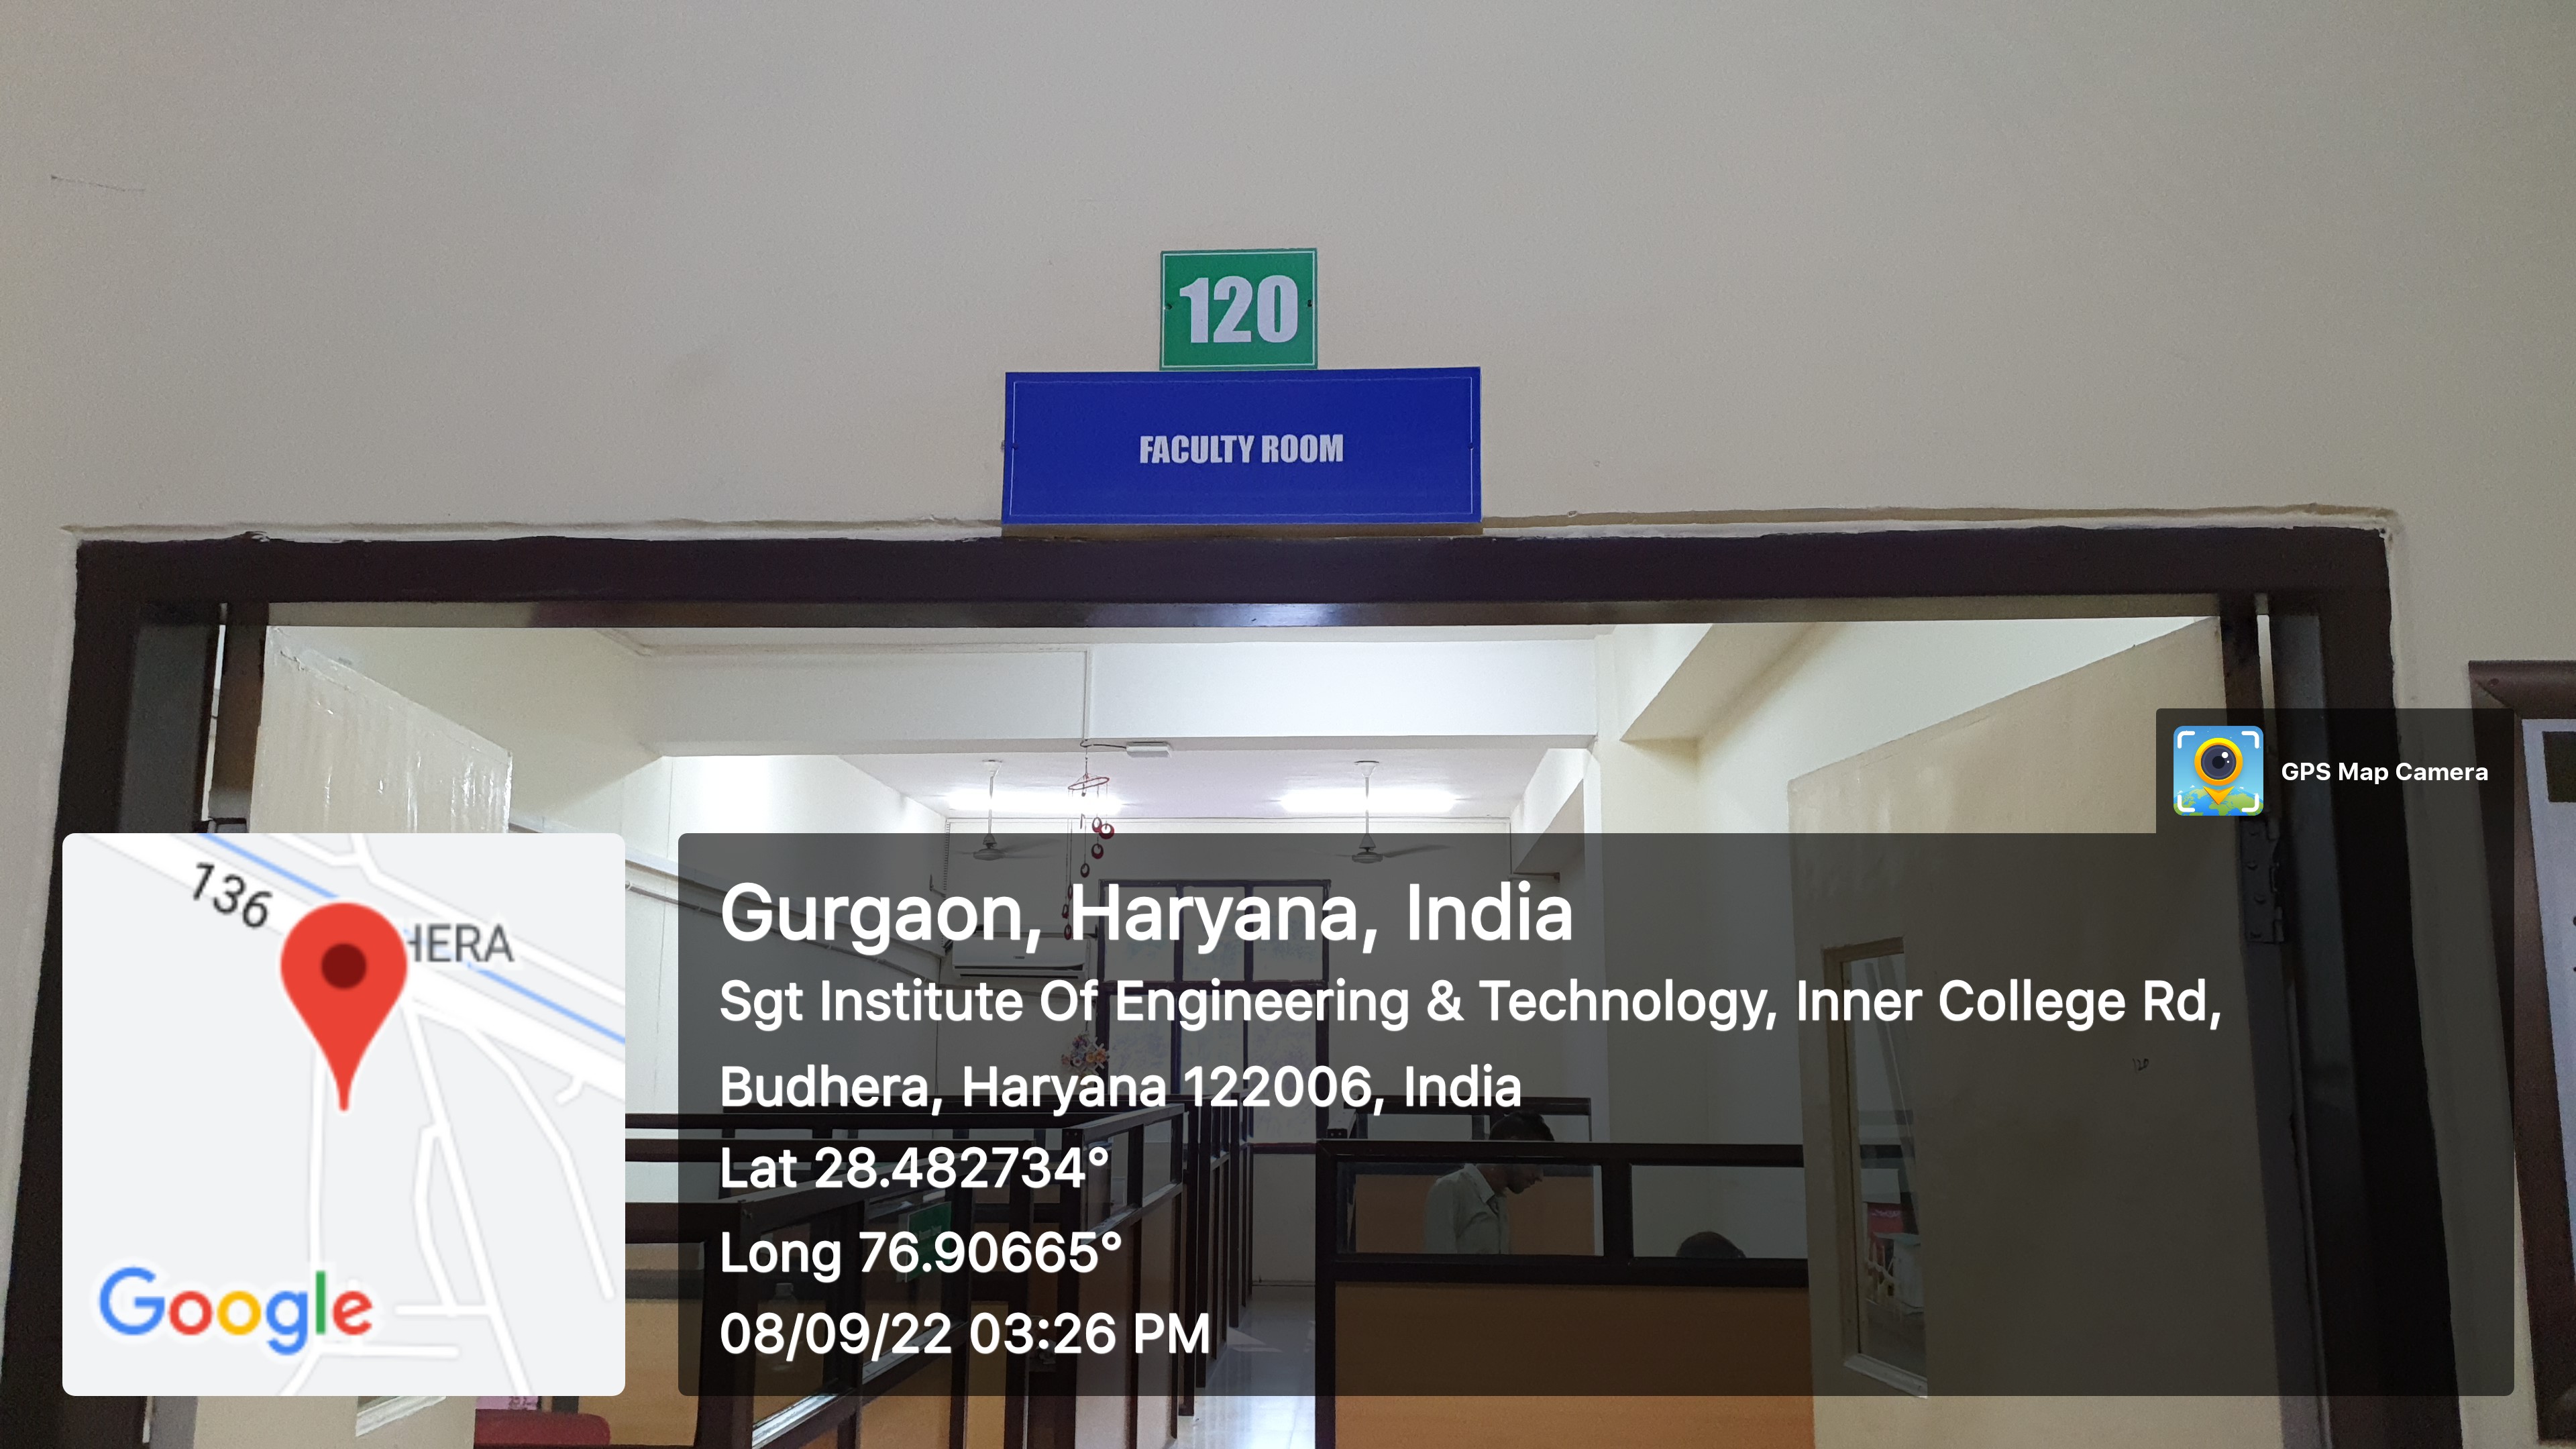 120
FACULTY ROOM
GPS Map Camera
136
HERA
Google
Gurgaon, Haryana, India
Sgt Institute Of Engineering & Technology, Inner College Rd,
Budhera, Haryana 122006, India
Lat 28.482734°
Long 76.90665°
08/09/22 03:26 PM
120